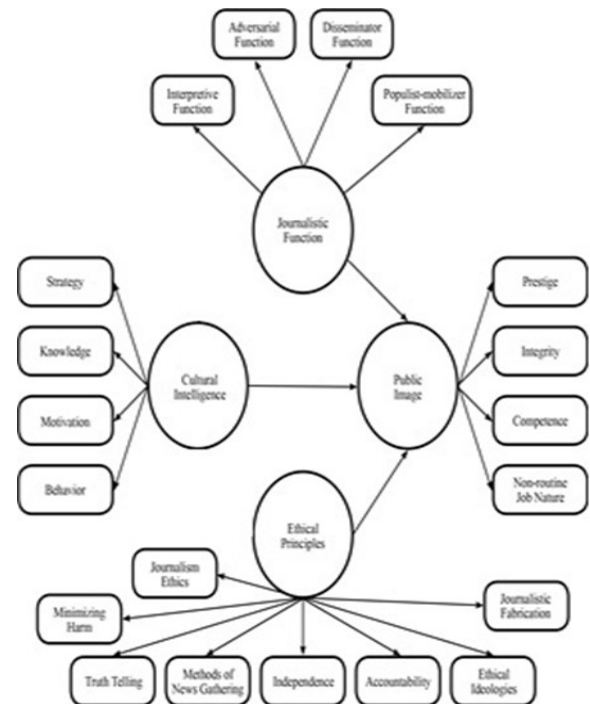 Adversarial
Function
Disseminator
Function
Interpretive
Function
Populist-mobilizer
Function
Journalistic
Function
Strategy
Knowledge
Motivation
Behavior
Cultural
Intelligence
Public
Image
Prestige
Integrity
Competence
Non-routine
Job Nature
Ethical
Principles
Journalism
Ethics
Minimizing
Harm
Truth Telling
Methods of
News Gathering
Independence
Accountability
Ethical
Ideologies
Journalistic
Fabrication